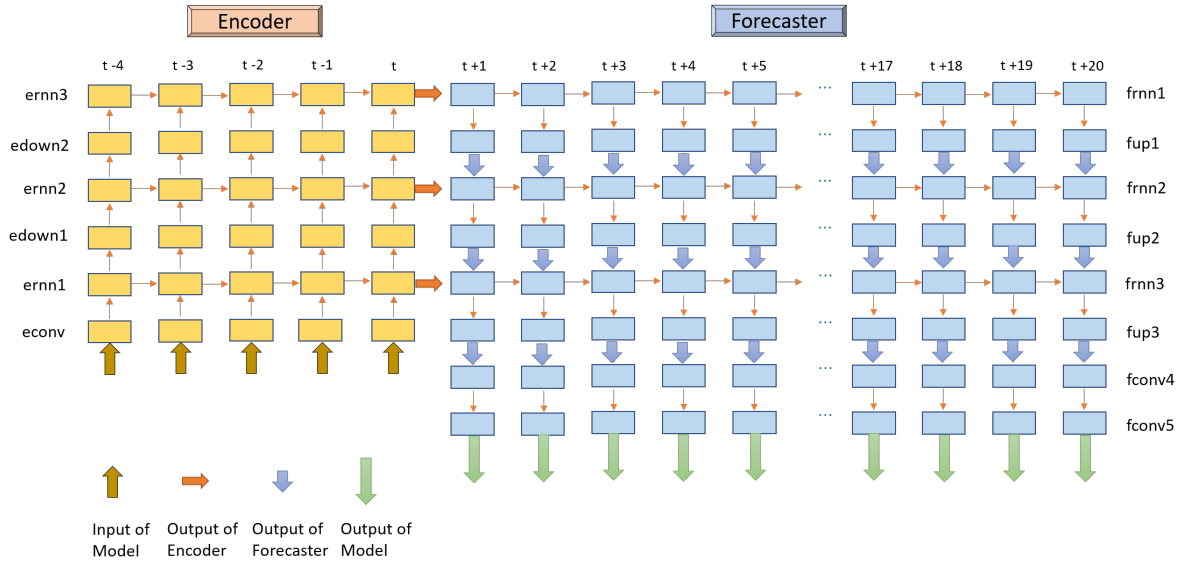 Encoder
Forecaster
t -4 t -3 t -2 t -1 t t +1 t +2 t +3 t +4 t +5 t +17 t +18 t +19 t +20
ernn3 ... frnn1
edown2 ... fup1
ernn2 ... frnn2
edown1 ... fup2
ernn1 ... frnn3
econv ... fup3
... fconv4
... fconv5
Input of Model
Output of Encoder
Output of Forecaster
Output of Model